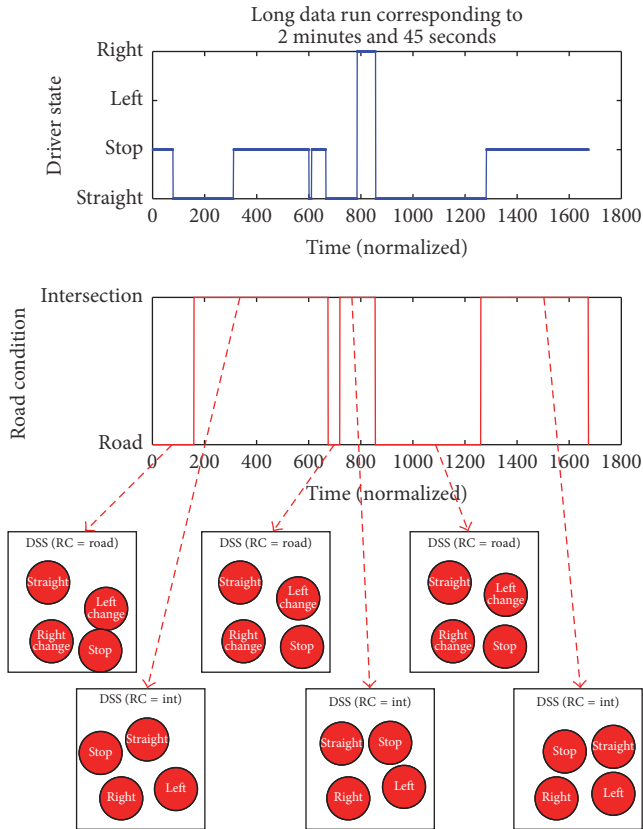 Long data run corresponding to
2 minutes and 45 seconds
Right
Left
Stop
Straight
Driver state
0 200 400 600 800 1000 1200 1400 1600 1800
Time (normalized)
Intersection
Road
Road condition
0 200 400 600 800 1000 1200 1400 1600 1800
Time (normalized)
DSS (RC = road)
Straight
Left
change
Right
change
Stop
DSS (RC = road)
Straight
Left
change
Right
change
Stop
DSS (RC = road)
Straight
Left
change
Right
change
Stop
DSS (RC = int)
Straight
Stop
Left
Right
DSS (RC = int)
Straight
Stop
Left
Right
DSS (RC = int)
Stop
Straight
Right
Left